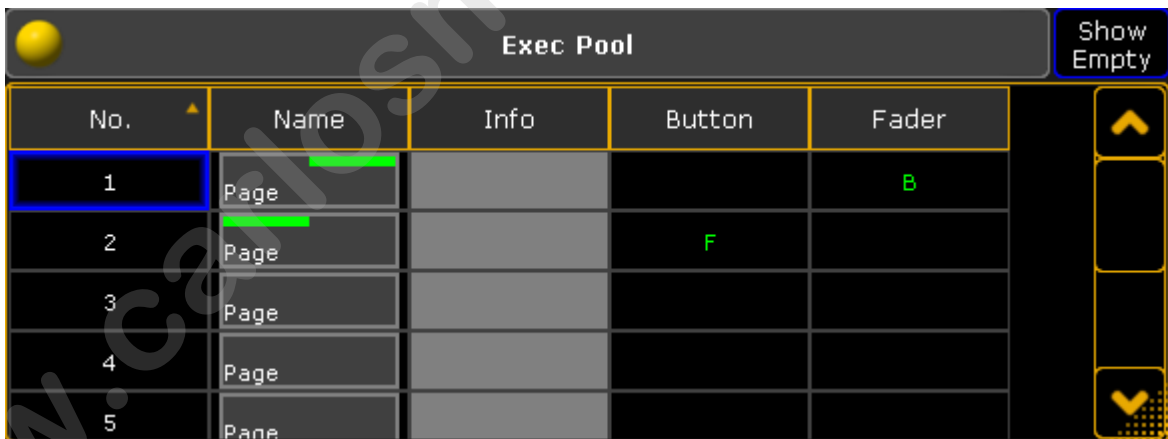 Exec Pool
Show
Empty
No. Name Info Button Fader
1 Page B
2 Page F
3 Page
4 Page
5 Page
w.carlosn